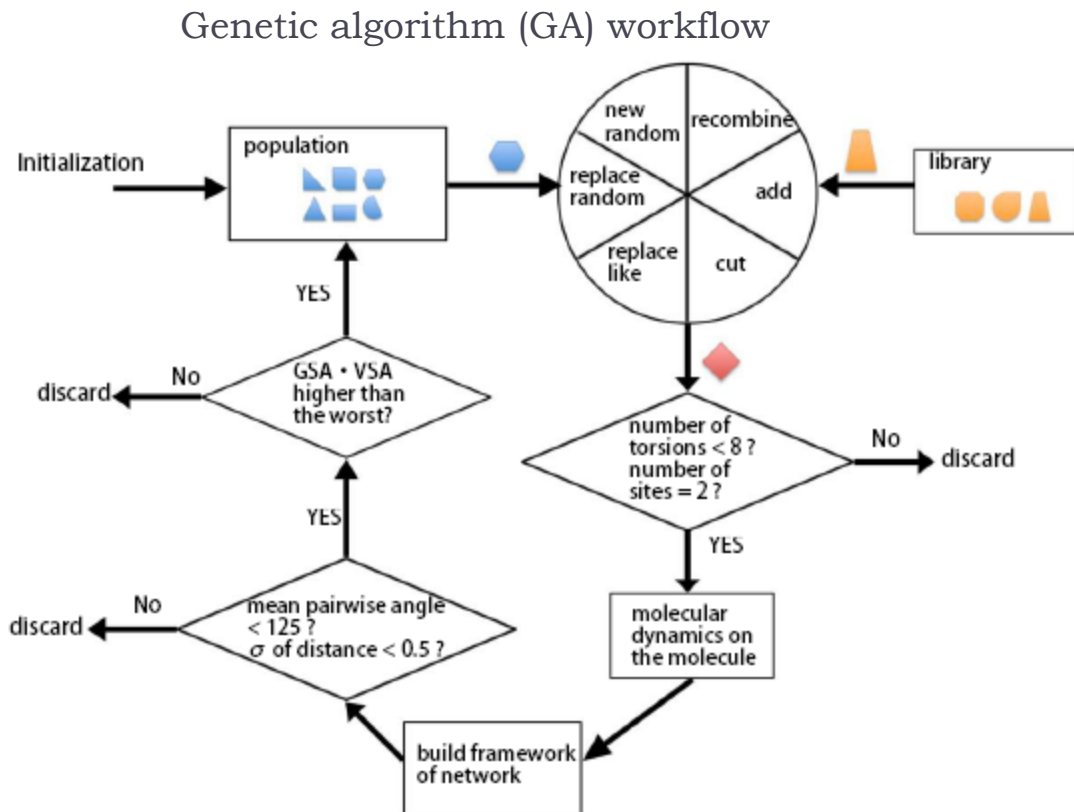 Genetic algorithm (GA) workflow
Initialization
population
new
random
recombine
replace
random
add
replace
like
cut
library
YES
GSA • VSA
higher than
the worst?
No
discard
number of
torsions < 8 ?
number of
sites = 2 ?
No
discard
YES
YES
mean pairwise angle
< 125 ?
σ of distance < 0.5 ?
No
discard
molecular
dynamics on
the molecule
build framework
of network